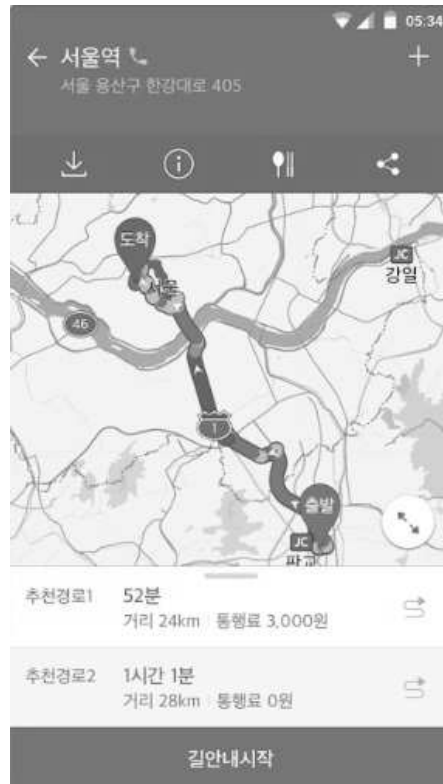 05:34
서울역
서울 용산구 한강대로 405
도착
서울
JC
강일
46
1
출발
JC
판교
추천경로1 52분
거리 24km 통행료 3,000원
추천경로2 1시간 1분
거리 28km 통행료 0원
길안내시작